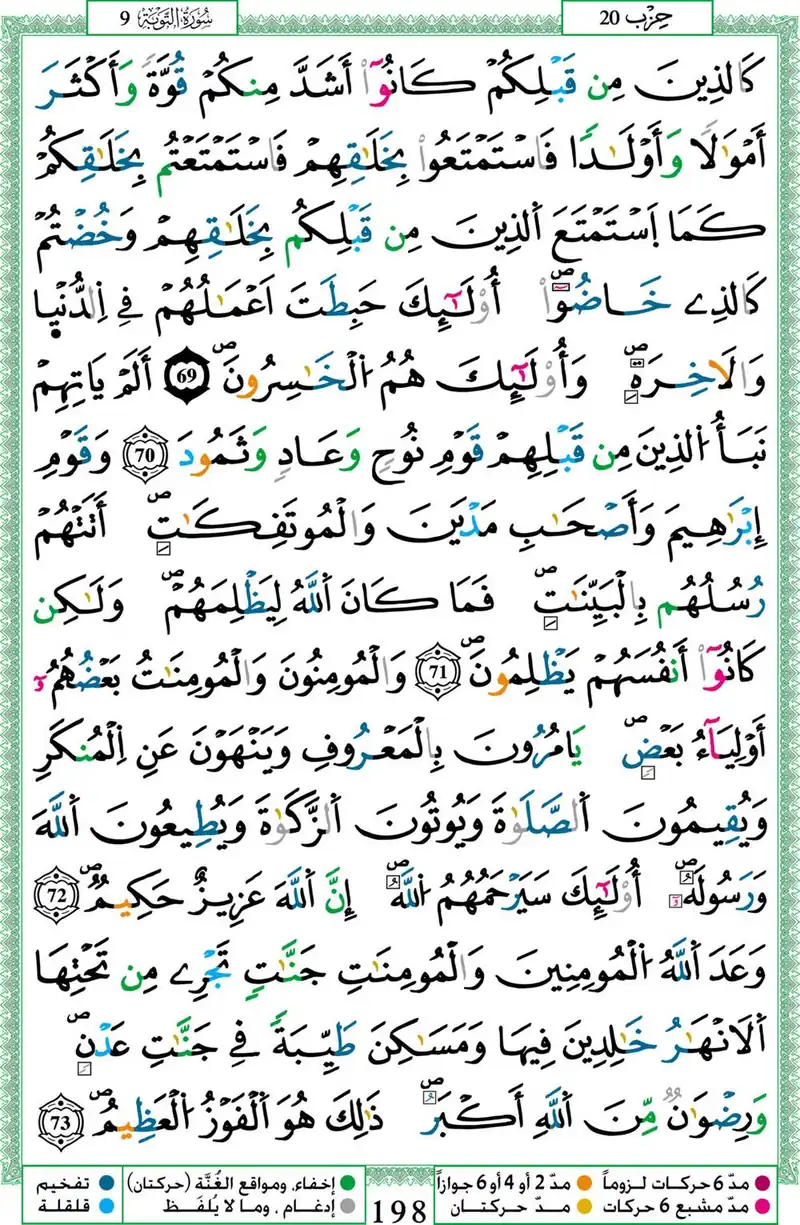 حِزْب 20
سُورَةُ التَّوْبَة 9
كَالذِينَ مِن قَبْلِكُمْ كَانُوٓاْ أَشَدَّ مِنكُمْ قُوَّةٗ وَأَكْثَرَ
أَمْوَٰلاٗ وَأَوْلَٰداٗ فَاسْتَمْتَعُواْ بِخَلَٰقِهِمْ فَاسْتَمْتَعْتُم بِخَلَٰقِكُمْ
كَمَا اَسْتَمْتَعَ اَلذِينَ مِن قَبْلِكُم بِخَلَٰقِهِمْ وَخُضْتُمْ
كَالذِے خَاضُوٓاْۖ أُوْلَٰٓئِكَ حَبِطَتَ اَعْمَٰلُهُمْ فِے اِلدُّنْيٜا
وَالَاخِرَةِۖ وَأُوْلَٰٓئِكَ هُمُ اُلْخَٰسِرُونَۖ 69 أَلَمْ يَاتِهِمْ
نَبَأُ اُلذِينَ مِن قَبْلِهِمْ قَوْمِ نُوحٖ وَعَادٖ وَثَمُودَ 70 وَقَوْمِ
إِبْرَٰهِيمَ وَأَصْحَٰبِ مَدْيَنَ وَالْمُوتَفِكَٰتِۖ أَتَتْهُمْ
رُسُلُهُم بِالْبَيِّنَٰتِۖ فَمَا كَانَ اَللَّهُ لِيَظْلِمَهُمْۖ وَلَٰكِن
كَانُوٓاْ أَنفُسَهُمْ يَظْلِمُونَۖ 71 وَالْمُومِنُونَ وَالْمُومِنَٰتُ بَعْضُهُمُۥٓ
أَوْلِيَآءُ بَعْضٖۖ يَامُرُونَ بِالْمَعْرُوفِ وَيَنْهَوْنَ عَنِ اِلْمُنكَرِ
وَيُقِيمُونَ اَلصَّلَوٰةَ وَيُوتُونَ اَلزَّكَوٰةَ وَيُطِيعُونَ اَللَّهَ
وَرَسُولَهُۥٓۖ أُوْلَٰٓئِكَ سَيَرْحَمُهُمُ اُللَّهُۖ إِنَّ اَللَّهَ عَزِيزٌ حَكِيمٞۖ 72
وَعَدَ اَللَّهُ اُلْمُومِنِينَ وَالْمُومِنَٰتِ جَنَّٰتٖ تَجْرِے مِن تَحْتِهَا
اَلَانْهَٰرُ خَٰلِدِينَ فِيهَا وَمَسَٰكِنَ طَيِّبَةٗ فِے جَنَّٰتِ عَدْنٖۖ
وَرِضْوَٰنٞ مِّنَ اَللَّهِ أَكْبَرُۖ ذَٰلِكَ هُوَ اَلْفَوْزُ اُلْعَظِيمُۖ 73
مدّ 6 حركات لزوماً
مدّ 2 أو 4 أو 6 جوازاً
إخفاء، ومواقع الغُنَّة (حركتان)
تفخيم
مدّ مشبع 6 حركات
مدّ حركتان
إدغام ، وما لا يُلفَظ
قلقلة
198